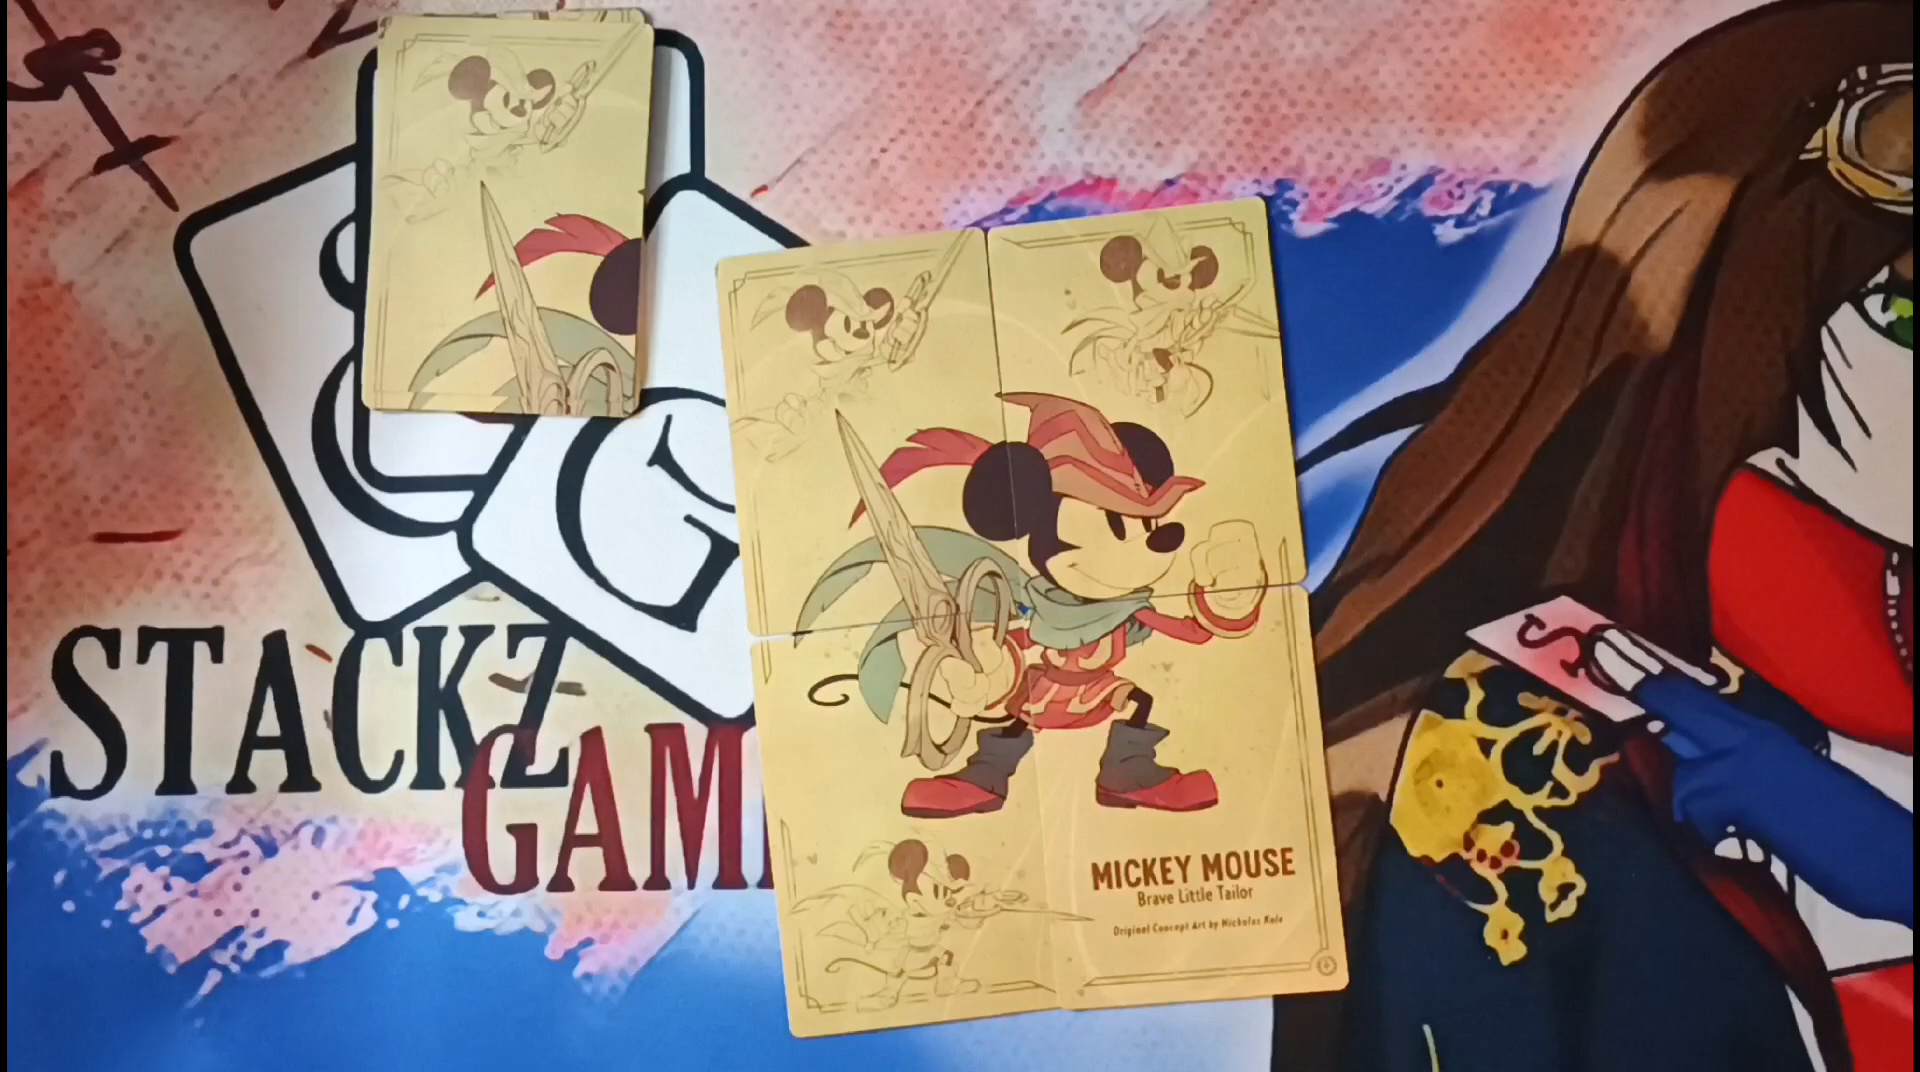 G
STACKZ
GAM
S
MICKEY MOUSE
Brave Little Tailor
Original Concept Art by Nicholas Kole